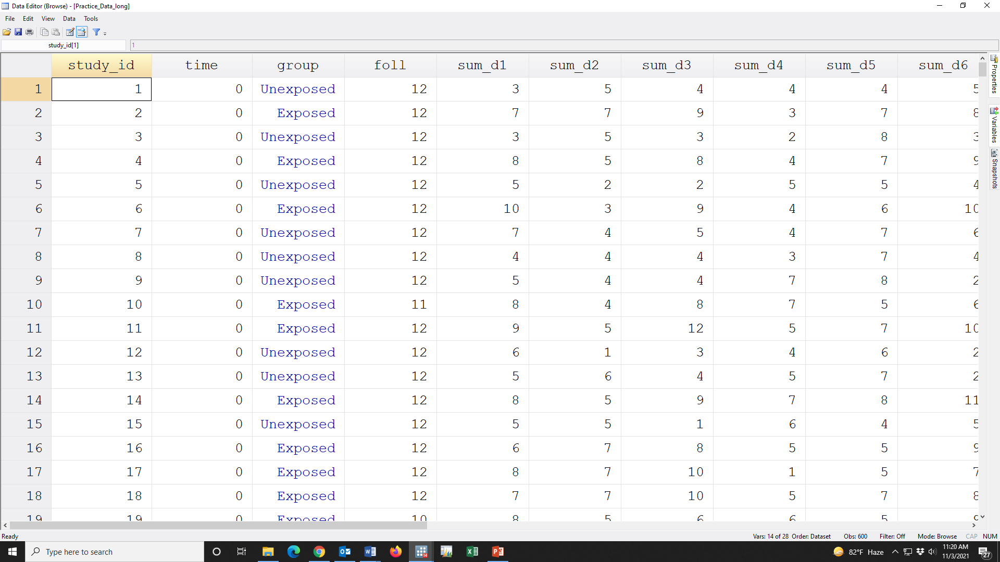 Data Editor (Browse) - [Practice_Data_long]
File Edit View Data Tools
study_id[1] 1
study_id time group foll sum_d1 sum_d2 sum_d3 sum_d4 sum_d5 sum_d6
1 1 0 Unexposed 12 3 5 4 4 4 5
2 2 0 Exposed 12 7 7 9 3 7 8
3 3 0 Unexposed 12 3 5 3 2 8 3
4 4 0 Exposed 12 8 5 8 4 7 9
5 5 0 Unexposed 12 5 2 2 5 5 4
6 6 0 Exposed 12 10 3 9 4 6 10
7 7 0 Unexposed 12 7 4 5 4 7 6
8 8 0 Unexposed 12 4 4 4 3 7 4
9 9 0 Unexposed 12 5 4 4 7 8 2
10 10 0 Exposed 11 8 4 8 7 5 6
11 11 0 Exposed 12 9 5 12 5 7 10
12 12 0 Unexposed 12 6 1 3 4 6 2
13 13 0 Unexposed 12 5 6 4 5 7 2
14 14 0 Exposed 12 8 5 9 7 8 11
15 15 0 Unexposed 12 5 5 1 6 4 5
16 16 0 Exposed 12 6 7 8 5 5 9
17 17 0 Exposed 12 8 7 10 1 5 7
18 18 0 Exposed 12 7 7 10 5 7 8
19 19 0 Exposed 10 8 5 6 6 5 9
Properties
Variables
Snapshots
Ready Vars: 14 of 28 Order: Dataset Obs: 600 Filter: Off Mode: Browse CAP NUM
Type here to search 14 82°F Haze 11:20 AM
11/3/2021 27